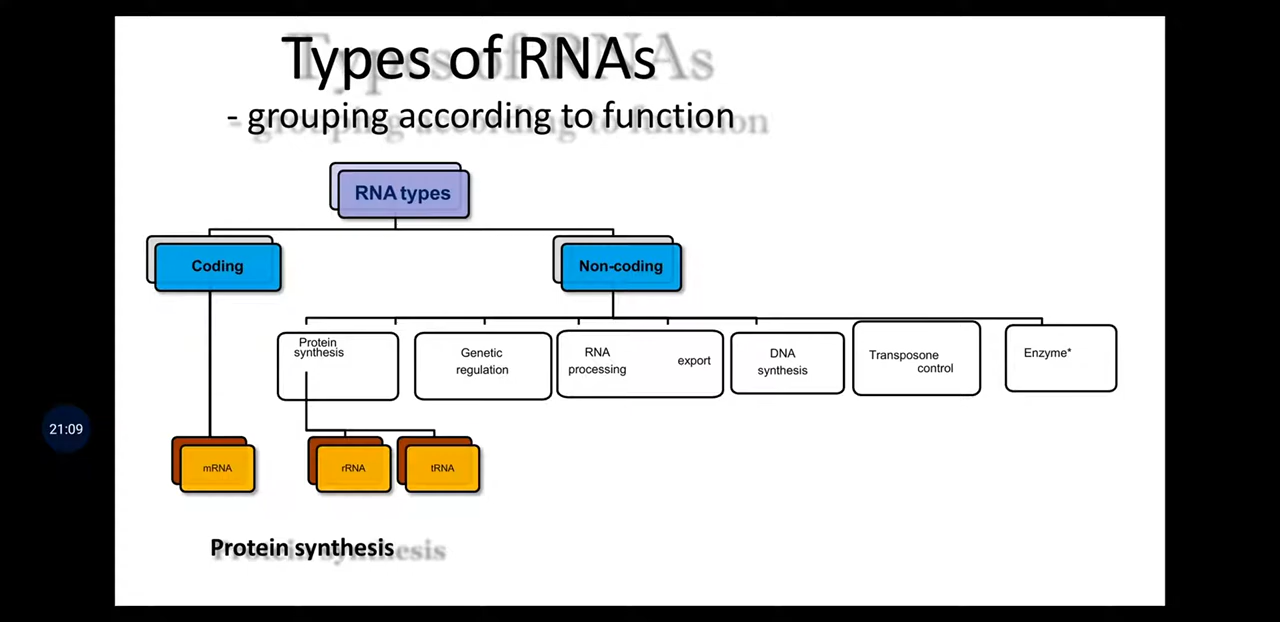 Types of RNAs
- grouping according to function
RNA types
Coding
Non-coding
Protein
synthesis
Genetic
regulation
RNA
processing
export
DNA
synthesis
Transposone
control
Enzyme*
21:09
mRNA
rRNA
tRNA
Protein synthesis